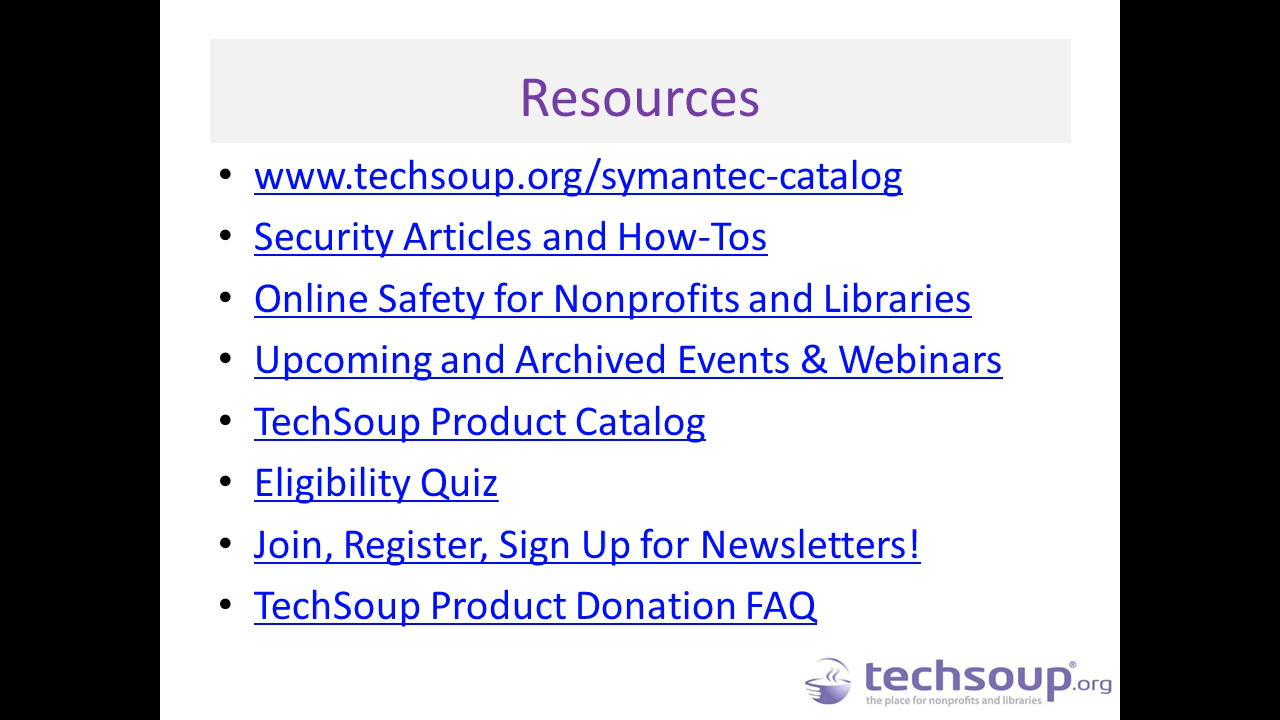 Resources
• www.techsoup.org/symantec-catalog
• Security Articles and How-Tos
• Online Safety for Nonprofits and Libraries
• Upcoming and Archived Events & Webinars
• TechSoup Product Catalog
• Eligibility Quiz
• Join, Register, Sign Up for Newsletters!
• TechSoup Product Donation FAQ
techsoup®.org
the place for nonprofits and libraries